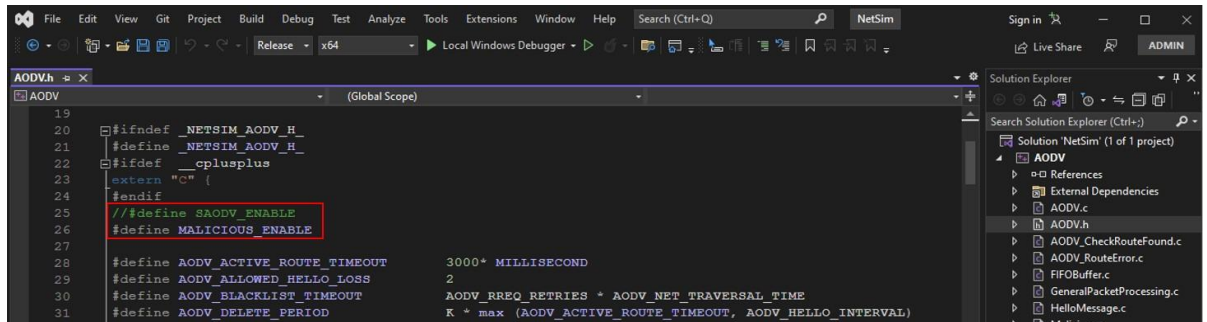 File Edit View Git Project Build Debug Test Analyze Tools Extensions Window Help Search (Ctrl+Q) NetSim Sign in
Release x64 Local Windows Debugger Live Share ADMIN
AODV.h
AODV (Global Scope)
19
20 #ifndef _NETSIM_AODV_H_
21 #define _NETSIM_AODV_H_
22 #ifdef __cplusplus
23 extern "C" {
24 #endif
25 //#define SAODV_ENABLE
26 #define MALICIOUS_ENABLE
27
28 #define AODV_ACTIVE_ROUTE_TIMEOUT 3000* MILLISECOND
29 #define AODV_ALLOWED_HELLO_LOSS 2
30 #define AODV_BLACKLIST_TIMEOUT AODV_RREQ_RETRIES * AODV_NET_TRAVERSAL_TIME
31 #define AODV_DELETE_PERIOD K * max (AODV_ACTIVE_ROUTE_TIMEOUT, AODV_HELLO_INTERVAL)
Solution Explorer
Search Solution Explorer (Ctrl+;)
Solution 'NetSim' (1 of 1 project)
AODV
References
External Dependencies
AODV.c
AODV.h
AODV_CheckRouteFound.c
AODV_RouteError.c
FIFOBuffer.c
GeneralPacketProcessing.c
HelloMessage.c